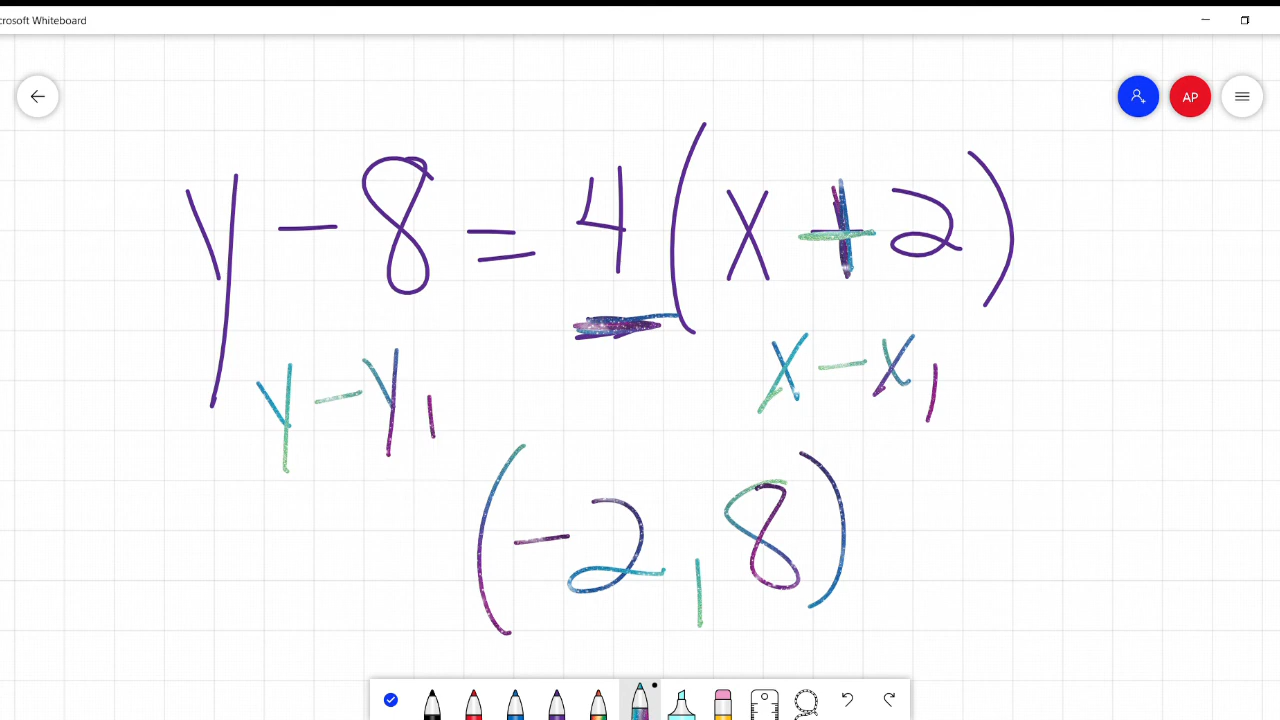 crosoft Whiteboard
AP
y - 8 = 4(x + 2)
y - y₁ x - x₁
(-2, 8)